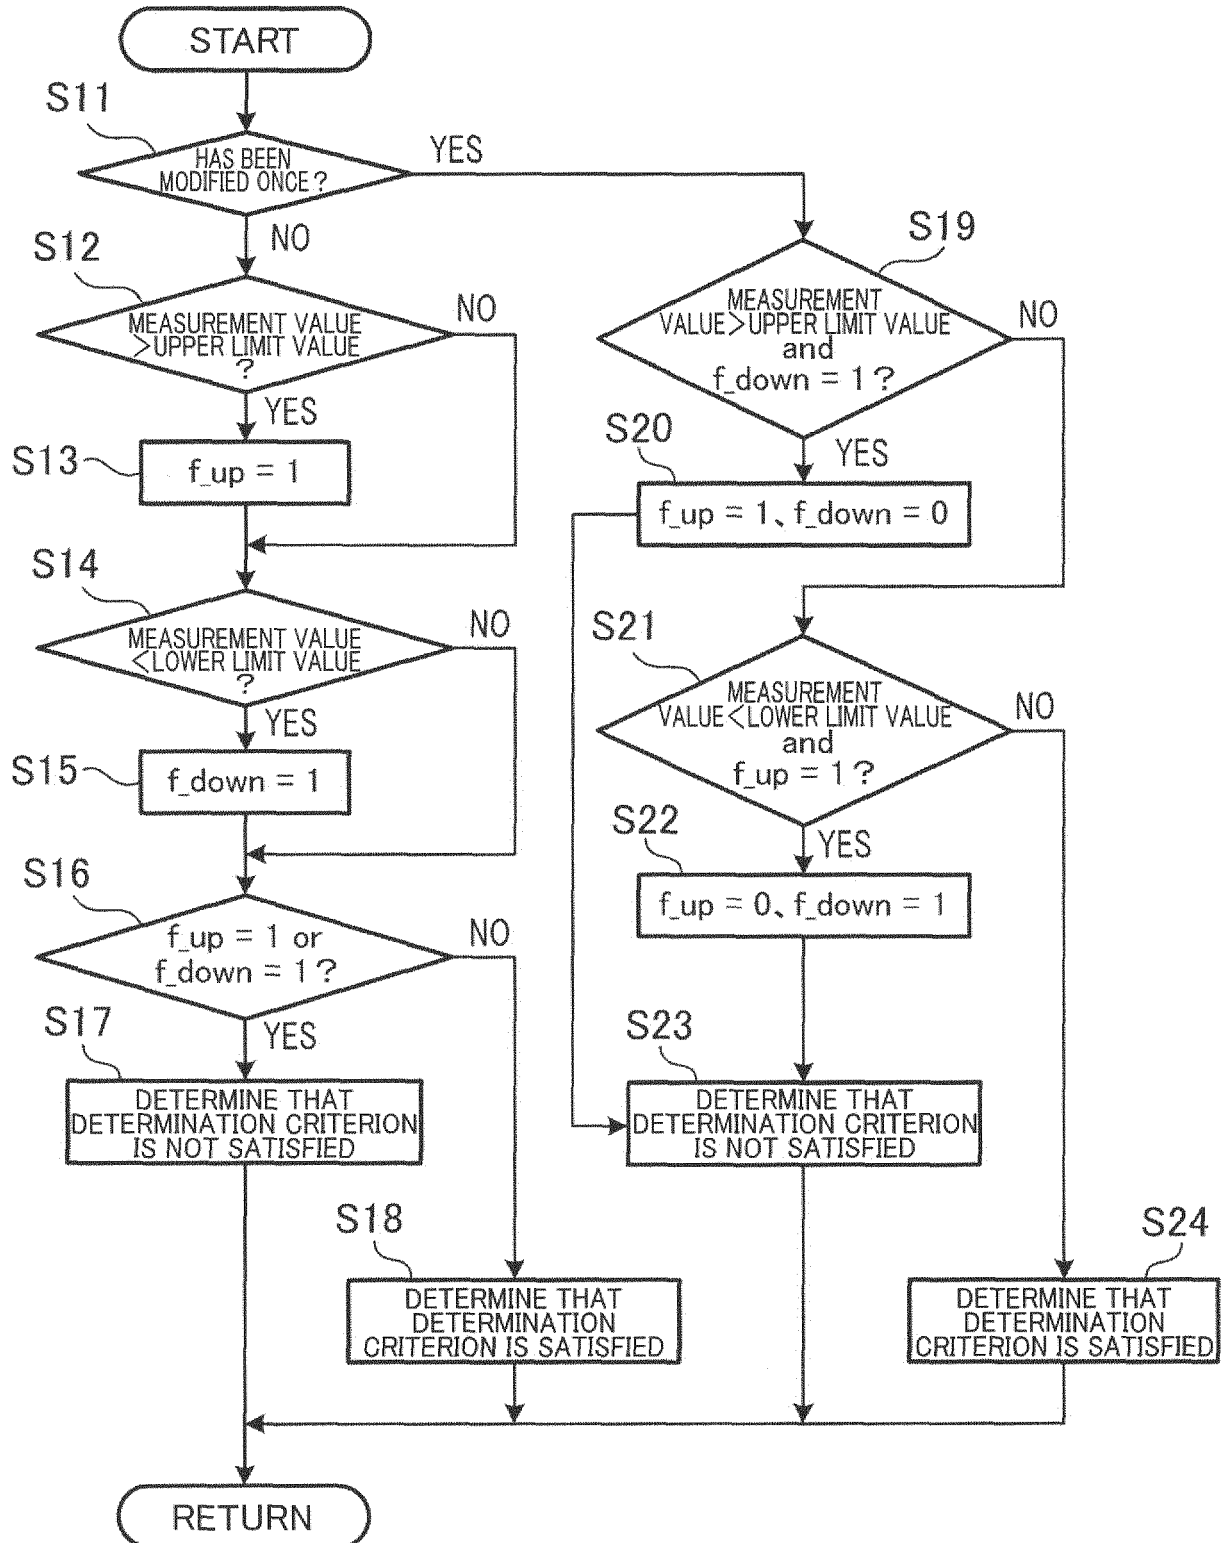 START
S11
HAS BEEN
MODIFIED ONCE?
YES
NO
S12
MEASUREMENT VALUE
>UPPER LIMIT VALUE
?
NO
YES
S13
f_up = 1
S14
MEASUREMENT VALUE
<LOWER LIMIT VALUE
?
NO
YES
S15
f_down = 1
S16
f_up = 1 or
f_down = 1?
NO
YES
S17
DETERMINE THAT
DETERMINATION CRITERION
IS NOT SATISFIED
S18
DETERMINE THAT
DETERMINATION
CRITERION IS SATISFIED
S19
MEASUREMENT
VALUE>UPPER LIMIT VALUE
and
f_down = 1?
NO
YES
S20
f_up = 1、f_down = 0
S21
MEASUREMENT
VALUE<LOWER LIMIT VALUE
and
f_up = 1?
NO
YES
S22
f_up = 0、f_down = 1
S23
DETERMINE THAT
DETERMINATION CRITERION
IS NOT SATISFIED
S24
DETERMINE THAT
DETERMINATION
CRITERION IS SATISFIED
RETURN